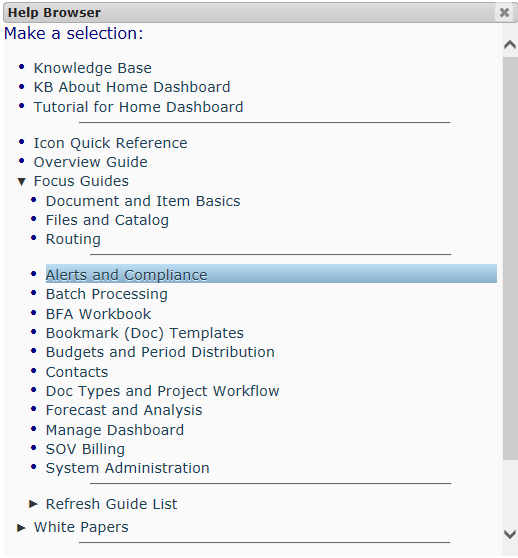 Help Browser
Make a selection:
Knowledge Base
KB About Home Dashboard
Tutorial for Home Dashboard
Icon Quick Reference
Overview Guide
Focus Guides
Document and Item Basics
Files and Catalog
Routing
Alerts and Compliance
Batch Processing
BFA Workbook
Bookmark (Doc) Templates
Budgets and Period Distribution
Contacts
Doc Types and Project Workflow
Forecast and Analysis
Manage Dashboard
SOV Billing
System Administration
Refresh Guide List
White Papers